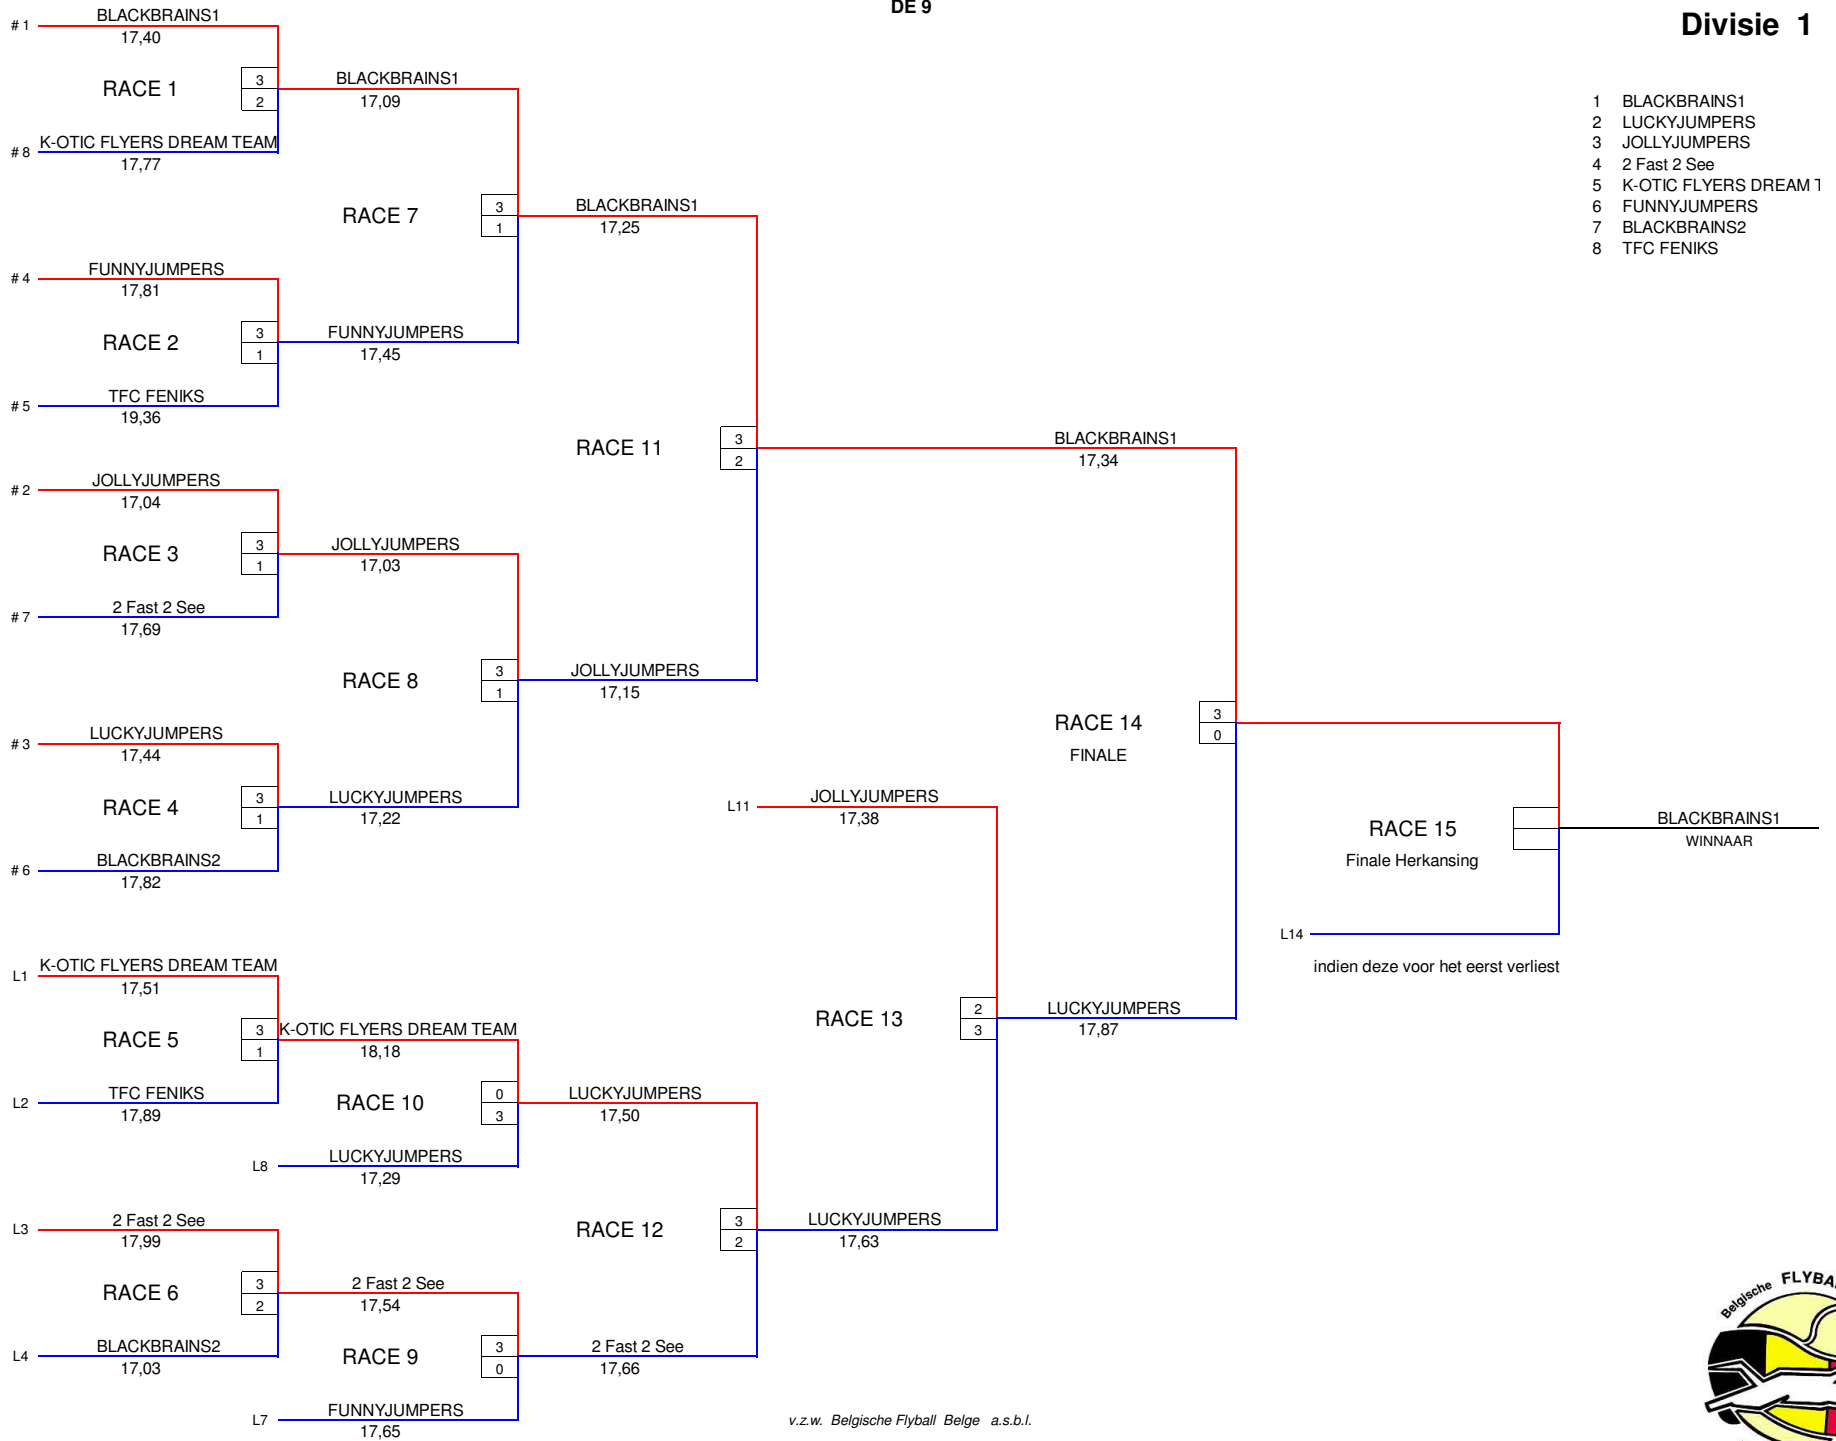 DE 9
Divisie 1
1 BLACKBRAINS1
2 LUCKYJUMPERS
3 JOLLYJUMPERS
4 2 Fast 2 See
5 K-OTIC FLYERS DREAM
6 FUNNYJUMPERS
7 BLACKBRAINS2
8 TFC FENIKS
# 1 BLACKBRAINS1
17,40
RACE 1
3
2
# 8 K-OTIC FLYERS DREAM TEAM
17,77
BLACKBRAINS1
17,09
RACE 7
3
1
# 4 FUNNYJUMPERS
17,81
RACE 2
3
1
# 5 TFC FENIKS
19,36
FUNNYJUMPERS
17,45
BLACKBRAINS1
17,25
RACE 11
3
2
# 2 JOLLYJUMPERS
17,04
RACE 3
3
1
# 7 2 Fast 2 See
17,69
JOLLYJUMPERS
17,03
RACE 8
3
1
# 3 LUCKYJUMPERS
17,44
RACE 4
3
1
# 6 BLACKBRAINS2
17,82
LUCKYJUMPERS
17,22
JOLLYJUMPERS
17,15
BLACKBRAINS1
17,34
RACE 14
FINALE
3
0
L11 JOLLYJUMPERS
17,38
RACE 13
2
3
LUCKYJUMPERS
17,87
RACE 15
Finale Herkansing
BLACKBRAINS1
WINNAAR
L14
indien deze voor het eerst verliest
L1 K-OTIC FLYERS DREAM TEAM
17,51
RACE 5
3
1
L2 TFC FENIKS
17,89
K-OTIC FLYERS DREAM TEAM
18,18
RACE 10
0
3
L8 LUCKYJUMPERS
17,29
LUCKYJUMPERS
17,50
RACE 12
3
2
LUCKYJUMPERS
17,63
L3 2 Fast 2 See
17,99
RACE 6
3
2
L4 BLACKBRAINS2
17,03
2 Fast 2 See
17,54
RACE 9
3
0
L7 FUNNYJUMPERS
17,65
2 Fast 2 See
17,66
v.z.w. Belgische Flyball Belge a.s.b.l.
Belgische